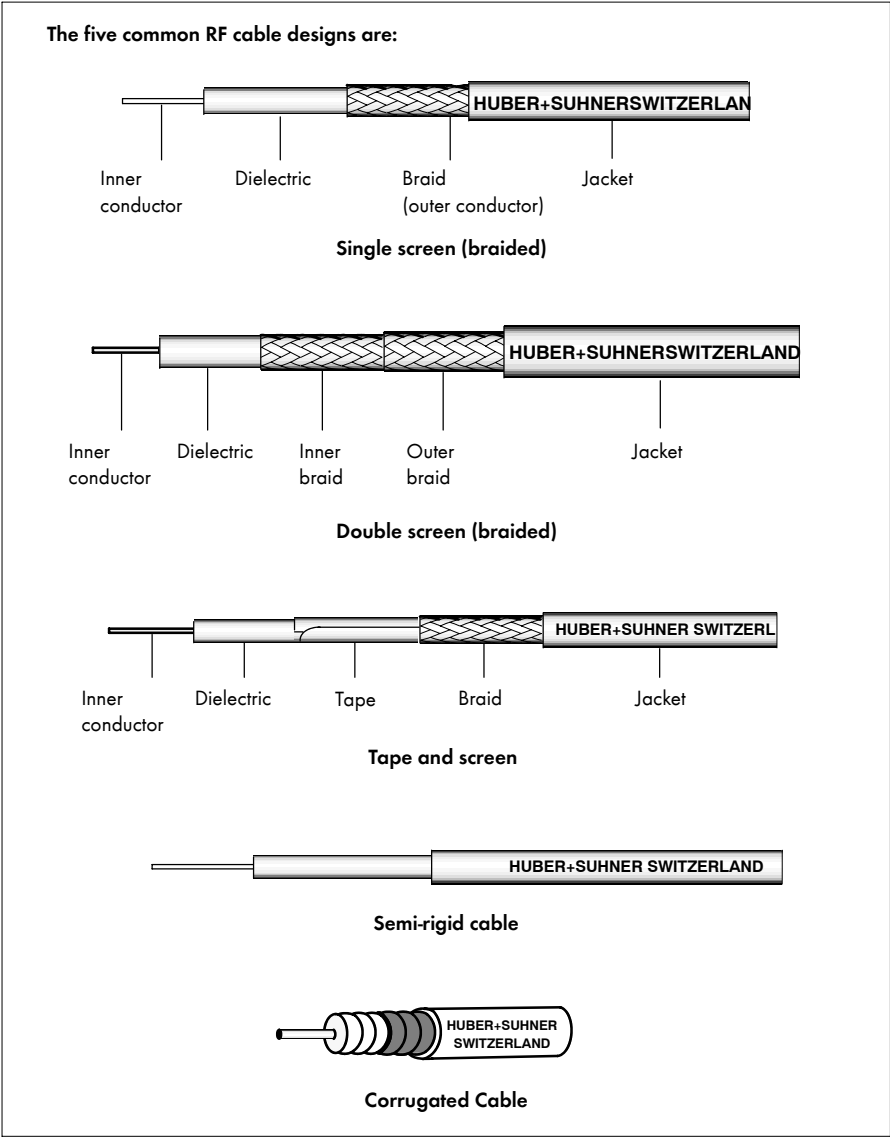 The five common RF cable designs are:
HUBER+SUHNERSWITZERLAN
Inner
conductor
Dielectric
Braid
(outer conductor)
Jacket
Single screen (braided)
HUBER+SUHNERSWITZERLAND
Inner
conductor
Dielectric
Inner
braid
Outer
braid
Jacket
Double screen (braided)
HUBER+SUHNER SWITZERL
Inner
conductor
Dielectric
Tape
Braid
Jacket
Tape and screen
HUBER+SUHNER SWITZERLAND
Semi-rigid cable
HUBER+SUHNER
SWITZERLAND
Corrugated Cable